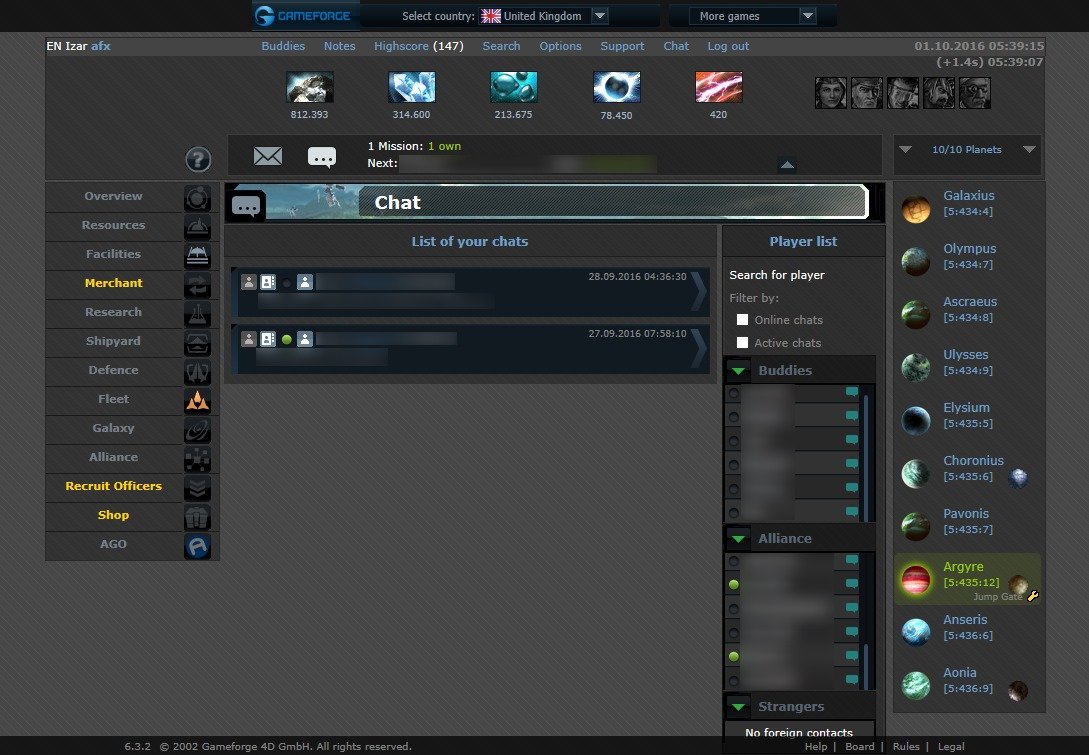 GAMEFORGE Select country: United Kingdom More games
EN Izar afx Buddies Notes Highscore (147) Search Options Support Chat Log out 01.10.2016 05:39:15
(+1.4s) 05:39:07
812.393 314.600 213.675 78.450 420
1 Mission: 1 own
Next:
?
10/10 Planets
Overview
Resources
Facilities
Merchant
Research
Shipyard
Defence
Fleet
Galaxy
Alliance
Recruit Officers
Shop
AGO
Chat
List of your chats
28.09.2016 04:36:30
27.09.2016 07:58:10
Player list
Search for player
Filter by:
Online chats
Active chats
Buddies
Alliance
Strangers
No foreign contacts
Galaxius
[5:434:4]
Olympus
[5:434:7]
Ascraeus
[5:434:8]
Ulysses
[5:434:9]
Elysium
[5:435:5]
Choronius
[5:435:6]
Pavonis
[5:435:7]
Argyre
[5:435:12]
Jump Gate
Anseris
[5:436:6]
Aonia
[5:436:9]
6.3.2 © 2002 Gameforge 4D GmbH. All rights reserved. Help | Board | Rules | Legal